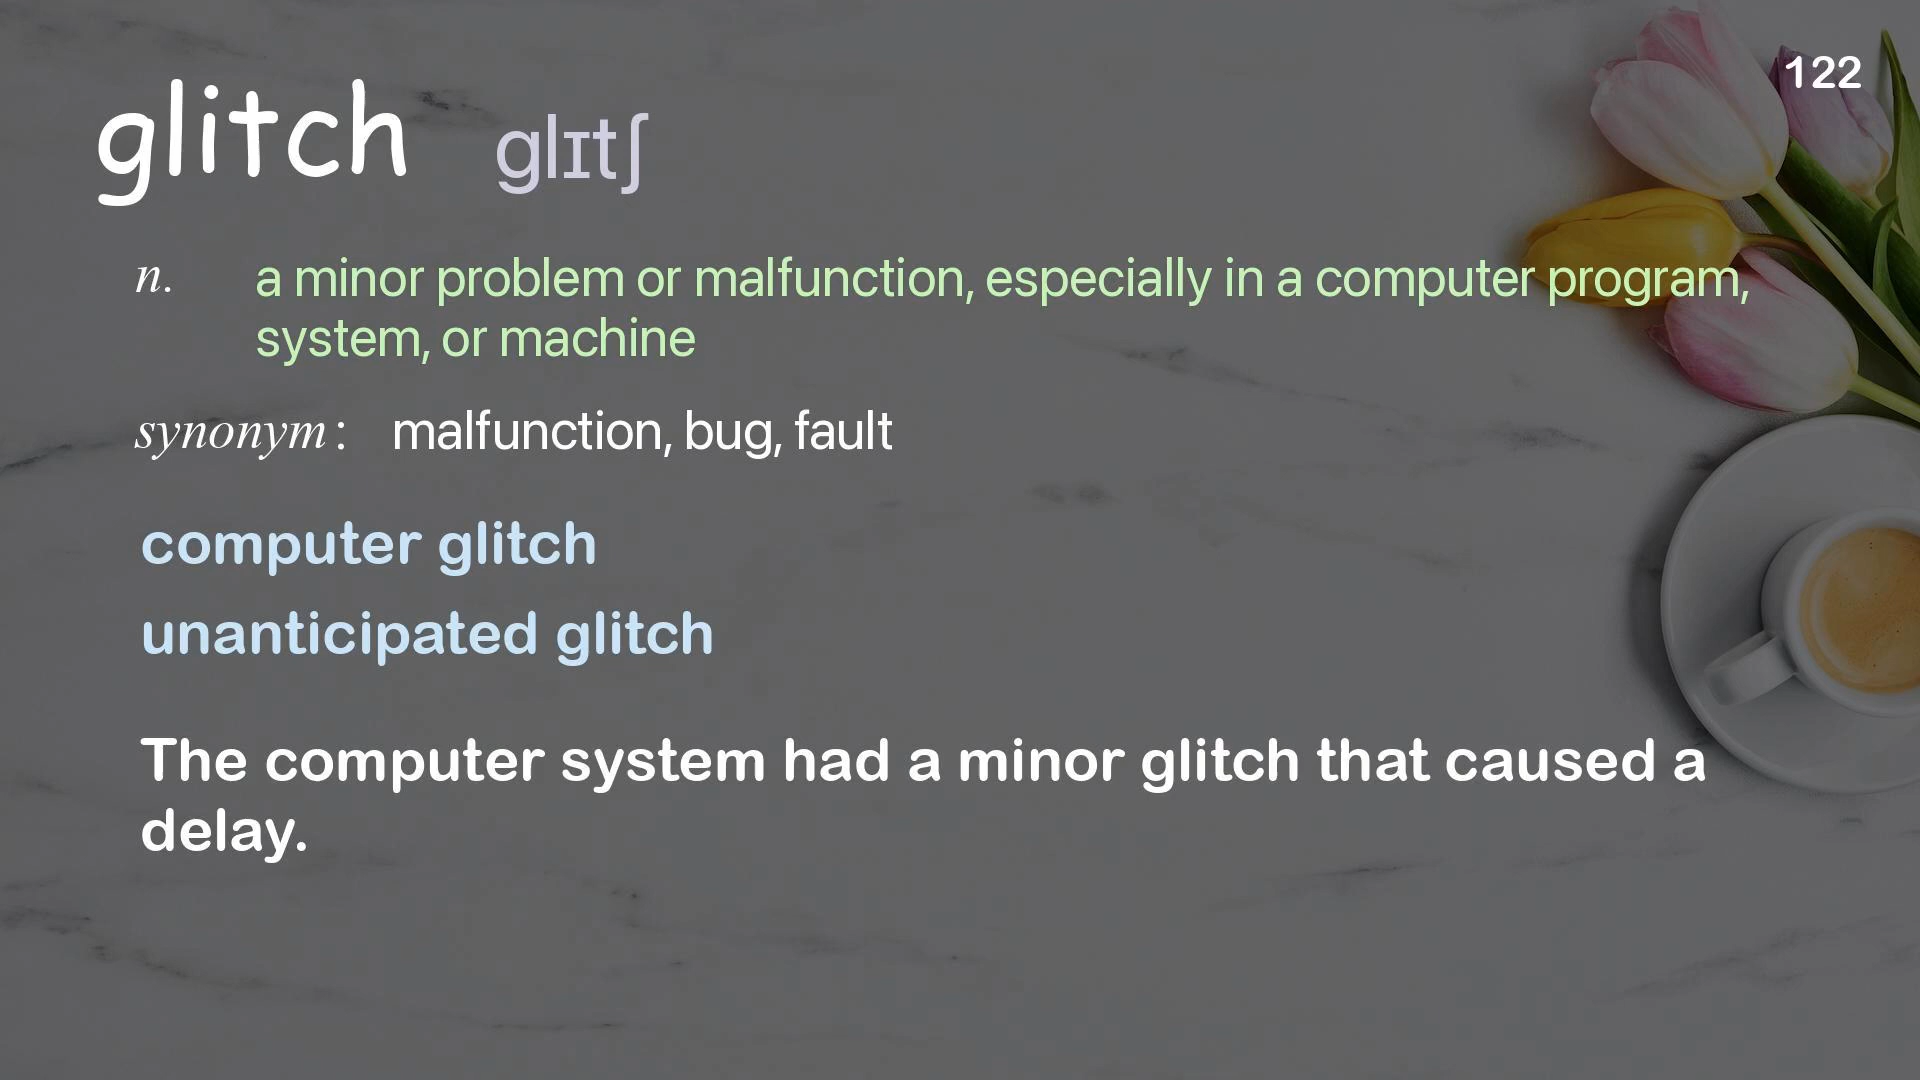 122
glitch glɪtʃ
n. a minor problem or malfunction, especially in a computer program,
system, or machine
synonym: malfunction, bug, fault
computer glitch
unanticipated glitch
The computer system had a minor glitch that caused a
delay.